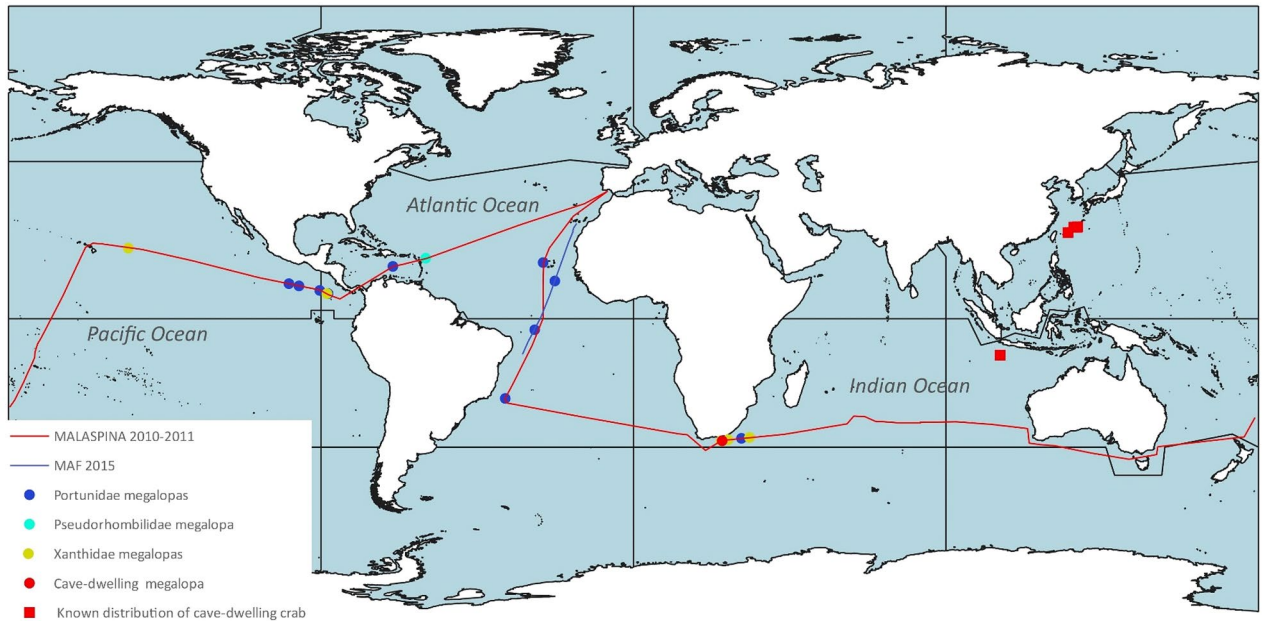 Atlantic Ocean
Pacific Ocean
Indian Ocean
MALASPINA 2010-2011
MAF 2015
Portunidae megalopas
Pseudorhombilidae megalopa
Xanthidae megalopas
Cave-dwelling megalopa
Known distribution of cave-dwelling crab